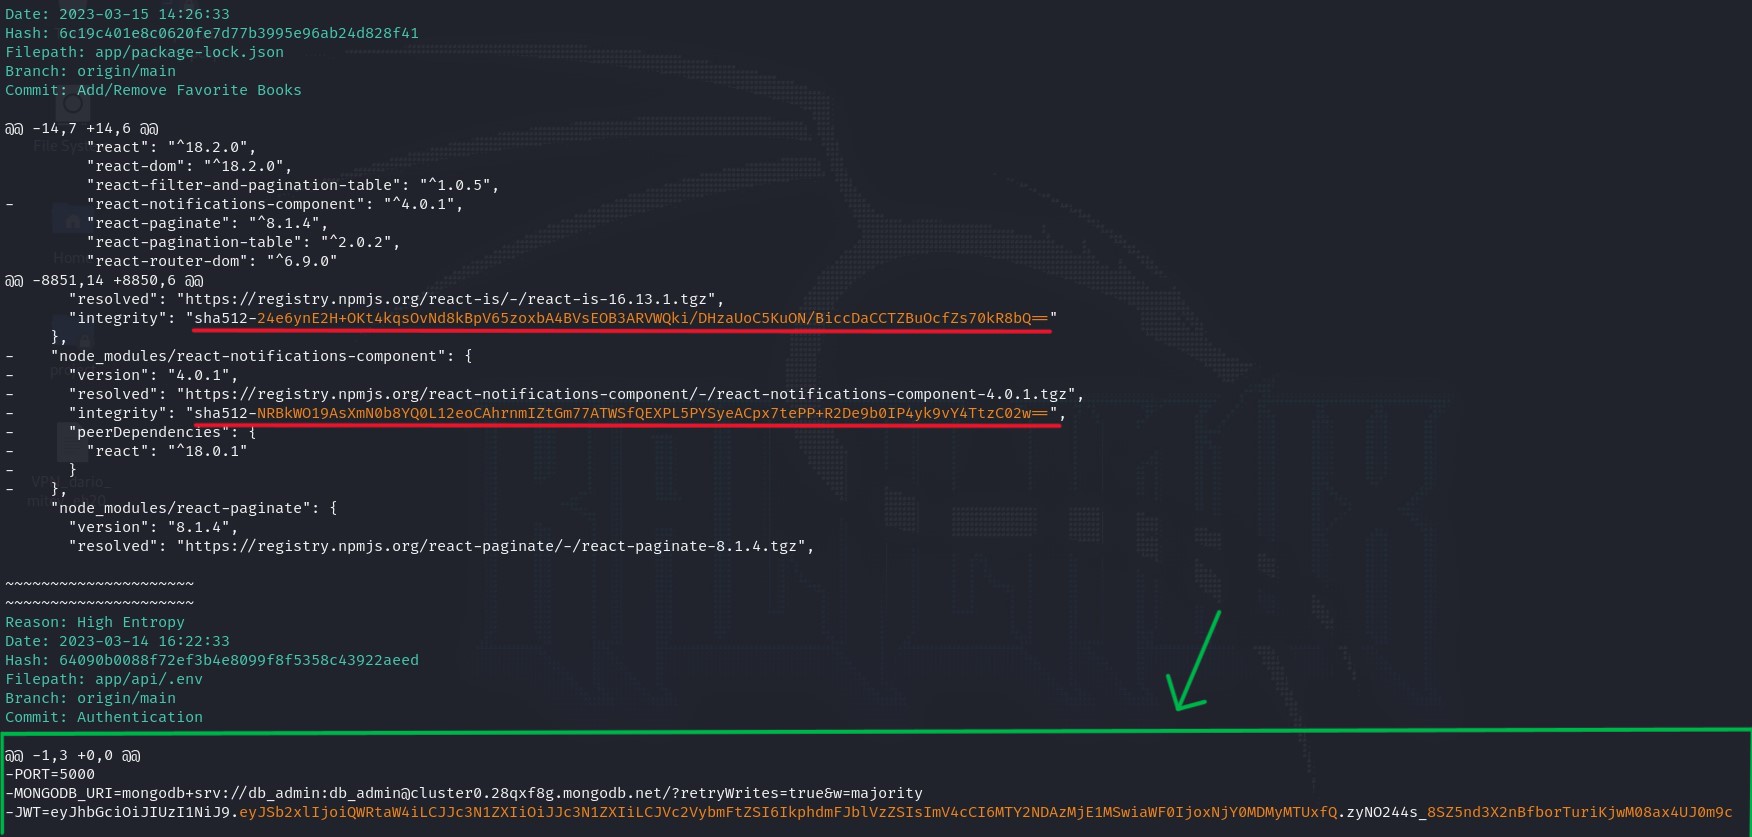 Date: 2023-03-15 14:26:33
Hash: 6c19c401e8c0620fe7d77b3995e96ab24d828f41
Filepath: app/package-lock.json
Branch: origin/main
Commit: Add/Remove Favorite Books
@@ -14,7 +14,6 @@
"react": "^18.2.0",
"react-dom": "^18.2.0",
"react-filter-and-pagination-table": "^1.0.5",
- "react-notifications-component": "^4.0.1",
"react-paginate": "^8.1.4",
"react-pagination-table": "^2.0.2",
"react-router-dom": "^6.9.0"
@@ -8851,14 +8850,6 @@
"resolved": "https://registry.npmjs.org/react-is/-/react-is-16.13.1.tgz",
"integrity": "sha512-24e6ynE2H+OKt4kqsOvNd8kBpV65zoxbA4BVsEOB3ARVWQki/DHzaUoC5KuON/BiccDaCCTZBuOcfZs70kR8bQ=="
},
- "node_modules/react-notifications-component": {
- "version": "4.0.1",
- "resolved": "https://registry.npmjs.org/react-notifications-component/-/react-notifications-component-4.0.1.tgz",
- "integrity": "sha512-NRBkWO19AsXmN0b8YQ0L12eoCAhrnmIZtGm77ATWSfQEXPL5PYSyeACpx7tePP+R2De9b0IP4yk9vY4TtzC02w==",
- "peerDependencies": {
- "react": "^18.0.1"
- }
- },
"node_modules/react-paginate": {
"version": "8.1.4",
"resolved": "https://registry.npmjs.org/react-paginate/-/react-paginate-8.1.4.tgz",
~~~~~~~~~~~~~~~~~~~~~
~~~~~~~~~~~~~~~~~~~~~
Reason: High Entropy
Date: 2023-03-14 16:22:33
Hash: 64090b0088f72ef3b4e8099f8f5358c43922aeed
Filepath: app/api/.env
Branch: origin/main
Commit: Authentication
@@ -1,3 +0,0 @@
-PORT=5000
-MONGODB_URI=mongodb+srv://db_admin:db_admin@cluster0.28qxf8g.mongodb.net/?retryWrites=true&w=majority
-JWT=eyJhbGciOiJIUzI1NiJ9.eyJSb2xlIjoiQWRtaW4iLCJJc3N1ZXIiOiJJc3N1ZXIiLCJVc2VybmFtZSI6IkphdmFJblVzZSIsImV4cCI6MTY2NDAzMjE1MSwiaWF0IjoxNjY0MDMyMTUxfQ.zyNO244s_8SZ5nd3X2nBfborTuriKjwM08ax4UJ0m9c